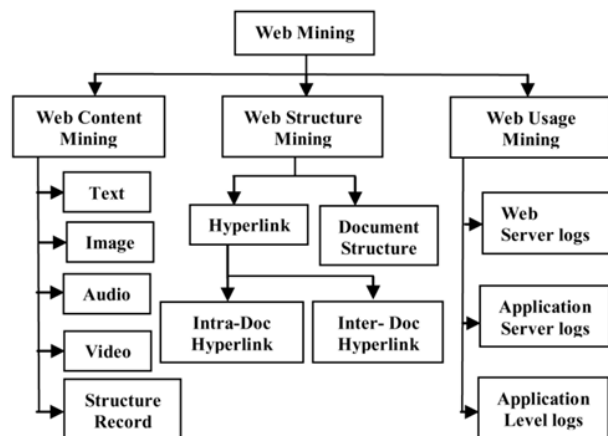 Web Mining
Web Content
Mining
Web Structure
Mining
Web Usage
Mining
Text
Image
Audio
Video
Structure
Record
Hyperlink
Document
Structure
Intra-Doc
Hyperlink
Inter- Doc
Hyperlink
Web
Server logs
Application
Server logs
Application
Level logs